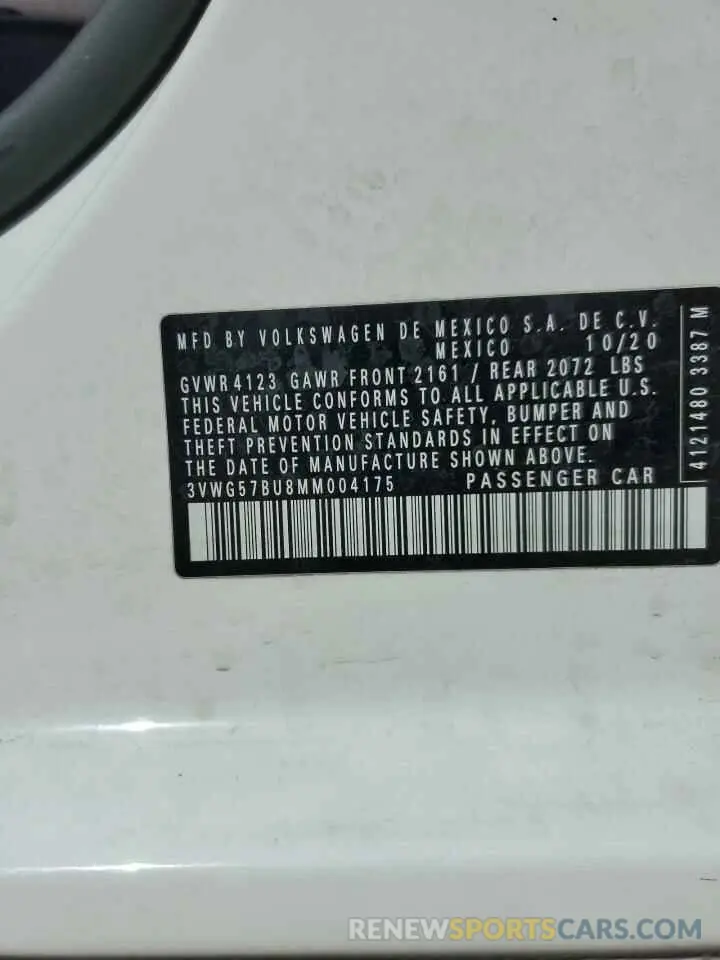 MFD BY VOLKSWAGEN DE MEXICO S.A. DE C.V.
MEXICO 10/20
GVWR 4123 GAWR FRONT 2161 / REAR 2072 LBS
THIS VEHICLE CONFORMS TO ALL APPLICABLE U.S.
FEDERAL MOTOR VEHICLE SAFETY, BUMPER AND
THEFT PREVENTION STANDARDS IN EFFECT ON
THE DATE OF MANUFACTURE SHOWN ABOVE.
3VWG57BU8MM004175 PASSENGER CAR
4121480 3387 M
RENEWSPORTSCARS.COM